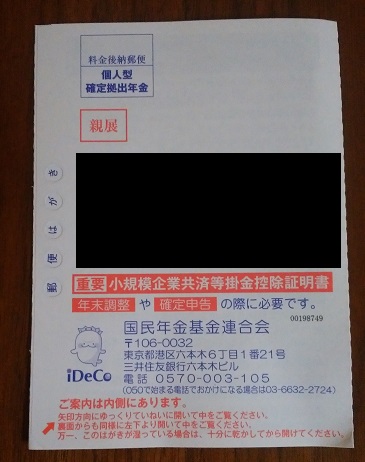 料金後納郵便
個人型
確定拠出年金
親展
郵便はがき
重要 小規模企業共済等掛金控除証明書
年末調整 や 確定申告 の際に必要です。
00198749
国民年金基金連合会
〒106-0032
東京都港区六本木6丁目1番21号
三井住友銀行六本木ビル
電話 0570-003-105
(050で始まる電話でおかけになる場合は03-6632-2724)
iDeCo
ご案内は内側にあります。
矢印方向にゆっくりていねいに開いて中をご覧ください。
裏面からも同様に左下より開いて中をご覧ください。
万一、このはがきが湿っている場合は、十分に乾かしてから開けてください。